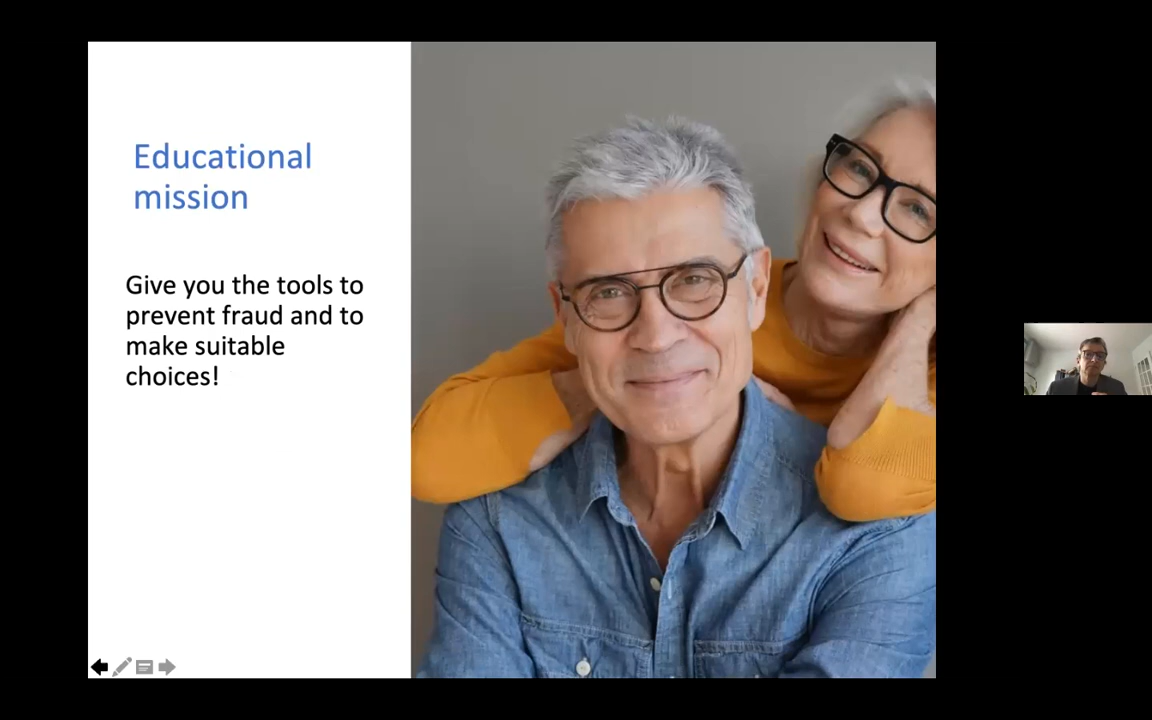 Educational
mission
Give you the tools to
prevent fraud and to
make suitable
choices!